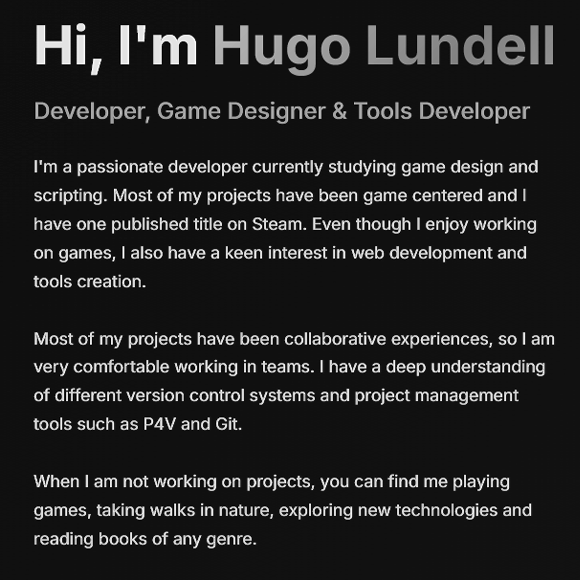 Hi, I'm Hugo Lundell
Developer, Game Designer & Tools Developer
I'm a passionate developer currently studying game design and
scripting. Most of my projects have been game centered and I
have one published title on Steam. Even though I enjoy working
on games, I also have a keen interest in web development and
tools creation.
Most of my projects have been collaborative experiences, so I am
very comfortable working in teams. I have a deep understanding
of different version control systems and project management
tools such as P4V and Git.
When I am not working on projects, you can find me playing
games, taking walks in nature, exploring new technologies and
reading books of any genre.